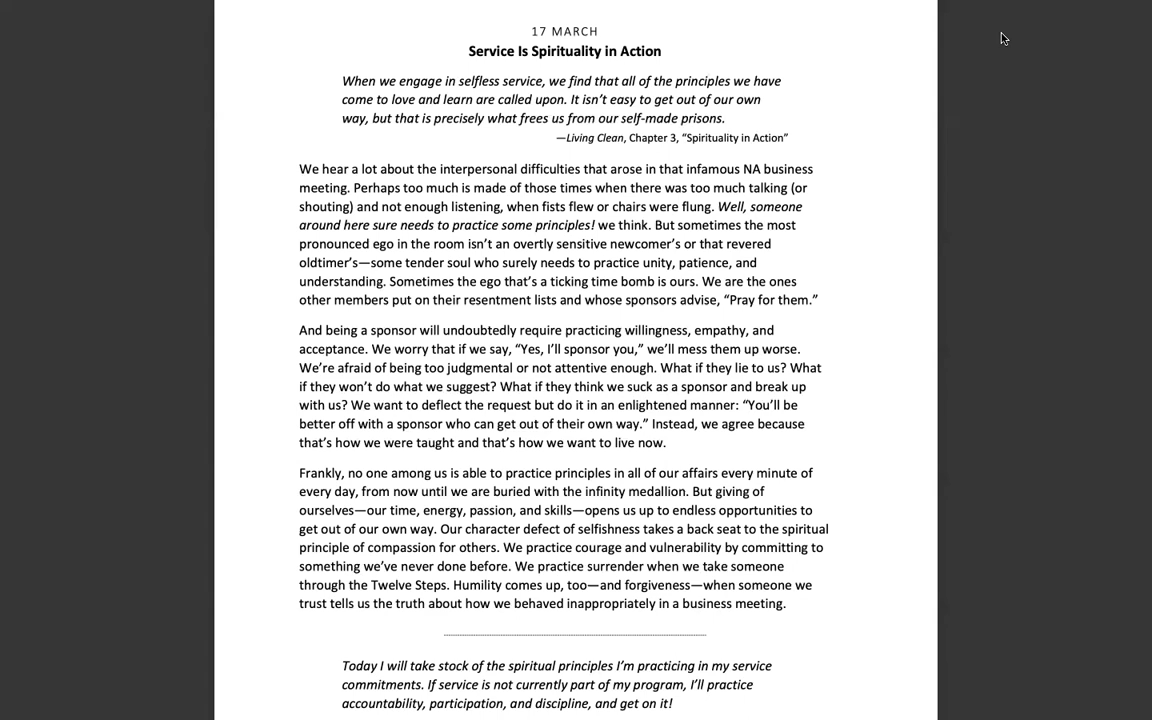 17 MARCH
Service Is Spirituality in Action
When we engage in selfless service, we find that all of the principles we have
come to love and learn are called upon. It isn’t easy to get out of our own
way, but that is precisely what frees us from our self-made prisons.
—Living Clean, Chapter 3, “Spirituality in Action”
We hear a lot about the interpersonal difficulties that arose in that infamous NA business
meeting. Perhaps too much is made of those times when there was too much talking (or
shouting) and not enough listening, when fists flew or chairs were flung. Well, someone
around here sure needs to practice some principles! we think. But sometimes the most
pronounced ego in the room isn’t an overtly sensitive newcomer’s or that revered
oldtimer’s—some tender soul who surely needs to practice unity, patience, and
understanding. Sometimes the ego that’s a ticking time bomb is ours. We are the ones
other members put on their resentment lists and whose sponsors advise, “Pray for them.”
And being a sponsor will undoubtedly require practicing willingness, empathy, and
acceptance. We worry that if we say, “Yes, I’ll sponsor you,” we’ll mess them up worse.
We’re afraid of being too judgmental or not attentive enough. What if they lie to us? What
if they won’t do what we suggest? What if they think we suck as a sponsor and break up
with us? We want to deflect the request but do it in an enlightened manner: “You’ll be
better off with a sponsor who can get out of their own way.” Instead, we agree because
that’s how we were taught and that’s how we want to live now.
Frankly, no one among us is able to practice principles in all of our affairs every minute of
every day, from now until we are buried with the infinity medallion. But giving of
ourselves—our time, energy, passion, and skills—opens us up to endless opportunities to
get out of our own way. Our character defect of selfishness takes a back seat to the spiritual
principle of compassion for others. We practice courage and vulnerability by committing to
something we’ve never done before. We practice surrender when we take someone
through the Twelve Steps. Humility comes up, too—and forgiveness—when someone we
trust tells us the truth about how we behaved inappropriately in a business meeting.
Today I will take stock of the spiritual principles I’m practicing in my service
commitments. If service is not currently part of my program, I’ll practice
accountability, participation, and discipline, and get on it!